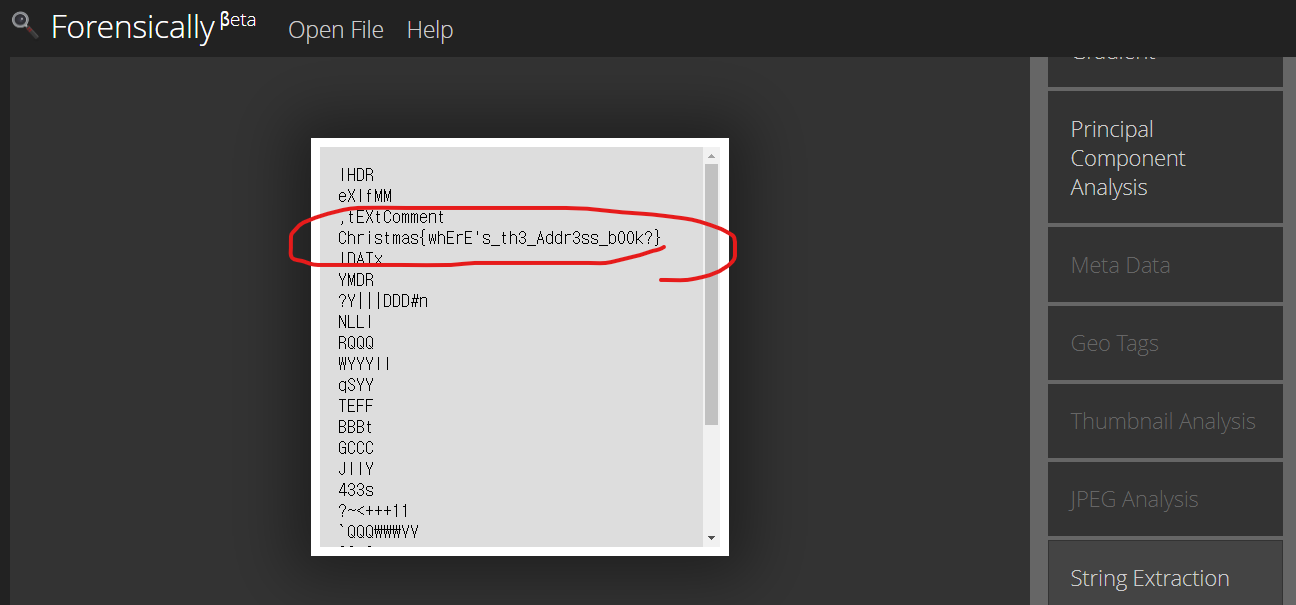 Forensically βeta Open File Help
IHDR
eXIfMM
,tEXtComment
Christmas{whErE's_th3_Addr3ss_b00k?}
IDATx
YMDR
?Y|||DDD#n
NLLI
RQQQ
WYYYII
qSYY
TEFF
BBBt
GCCC
JIIY
433s
?~<+++11
`QQQ₩₩₩YY
Gradient
Principal
Component
Analysis
Meta Data
Geo Tags
Thumbnail Analysis
JPEG Analysis
String Extraction